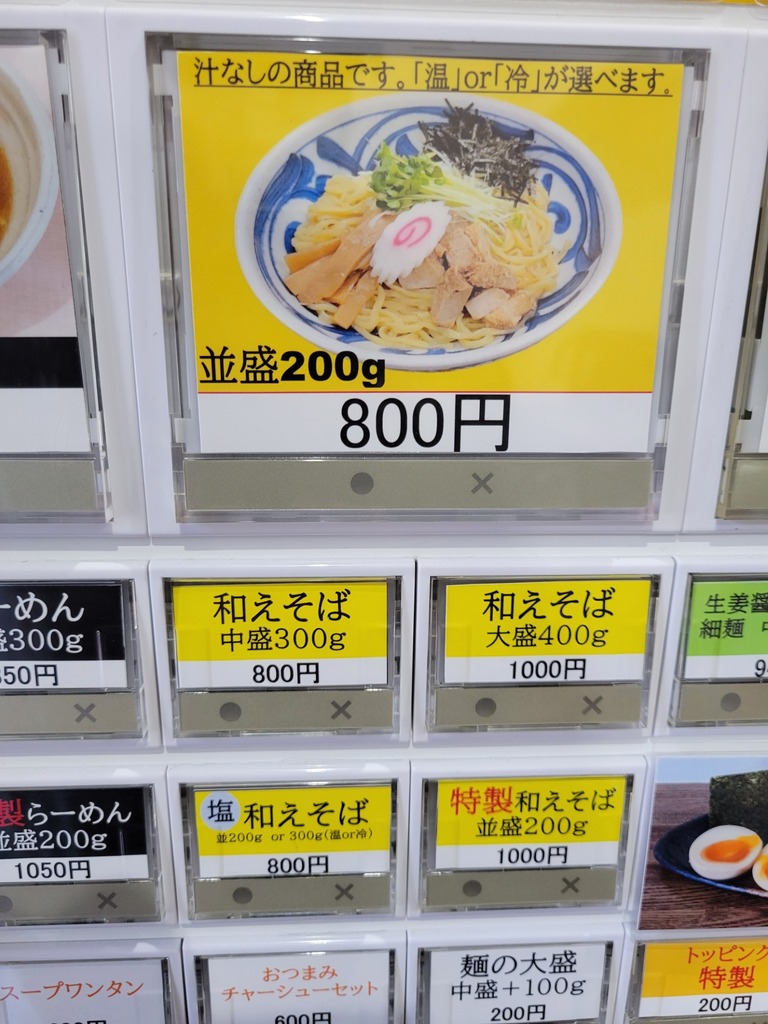 汁なしの商品です。「温」or「冷」が選べます。
並盛200g
800円
和えそば
中盛300g
800円
和えそば
大盛400g
1000円
ーめん
盛300g
850円
生姜醤
細麺
製らーめん
並盛200g
1050円
塩 和えそば
並200g or 300g(温or冷)
800円
特製和えそば
並盛200g
1000円
スープワンタン
おつまみ
チャーシューセット
600円
麺の大盛
中盛+100g
200円
トッピング
特製
200円